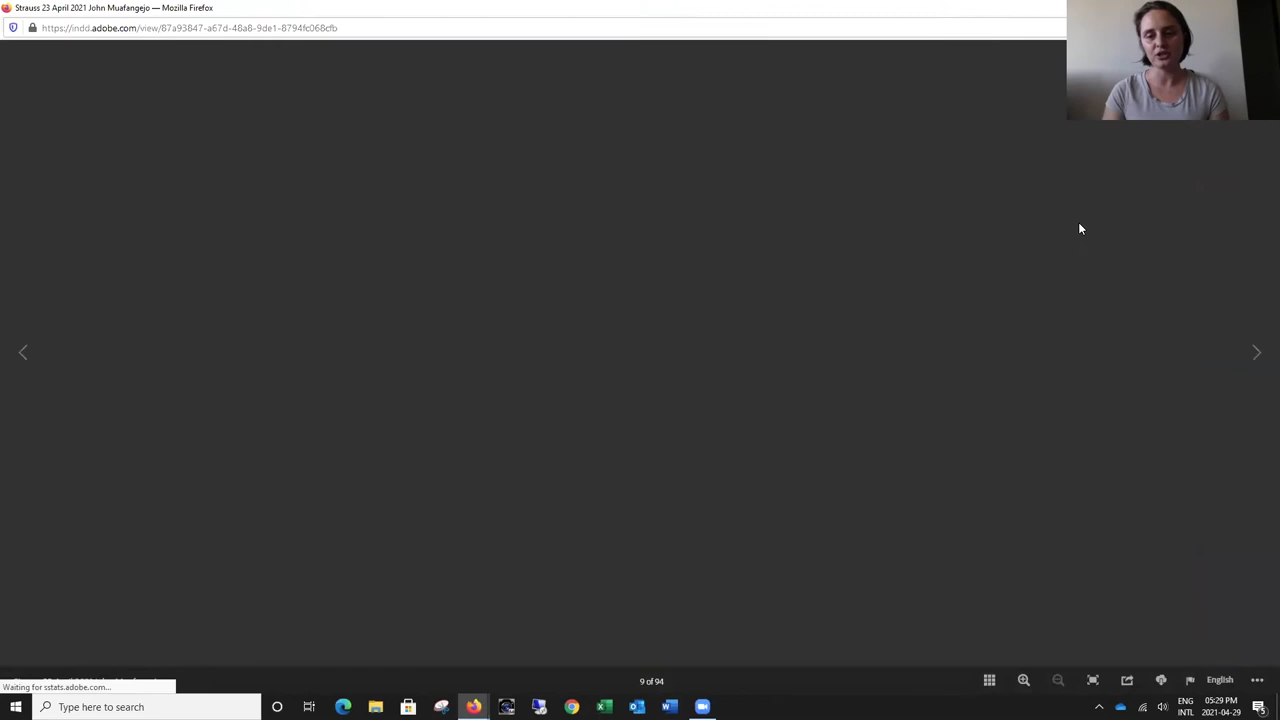 Strauss 23 April 2021 John Muafangejo — Mozilla Firefox
https://indd.adobe.com/view/87a93847-a67d-48a8-9de1-8794fc068cfb
9 of 94
English
Waiting for sstats.adobe.com...
Type here to search
ENG
INTL
05:29 PM
2021-04-29